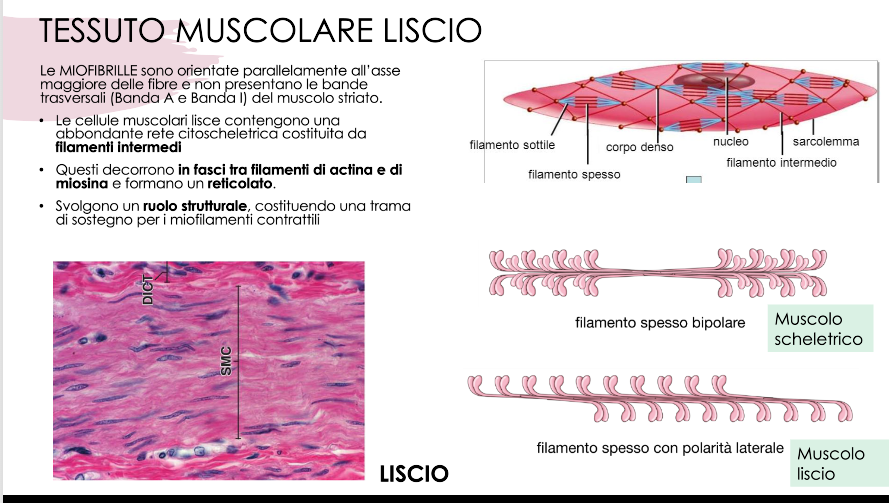 TESSUTO MUSCOLARE LISCIO
Le MIOFIBRILLE sono orientate parallelamente all'asse
maggiore delle fibre e non presentano le bande
trasversali (Banda A e Banda I) del muscolo striato.
• Le cellule muscolari lisce contengono una
abbondante rete citoscheletrica costituita da
filamenti intermedi
• Questi decorrono in fasci tra filamenti di actina e di
miosina e formano un reticolato.
• Svolgono un ruolo strutturale, costituendo una trama
di sostegno per i miofilamenti contrattili
filamento sottile
filamento spesso
corpo denso
nucleo
filamento intermedio
sarcolemma
DICT
SMC
LISCIO
filamento spesso bipolare
Muscolo
scheletrico
filamento spesso con polarità laterale
Muscolo
liscio